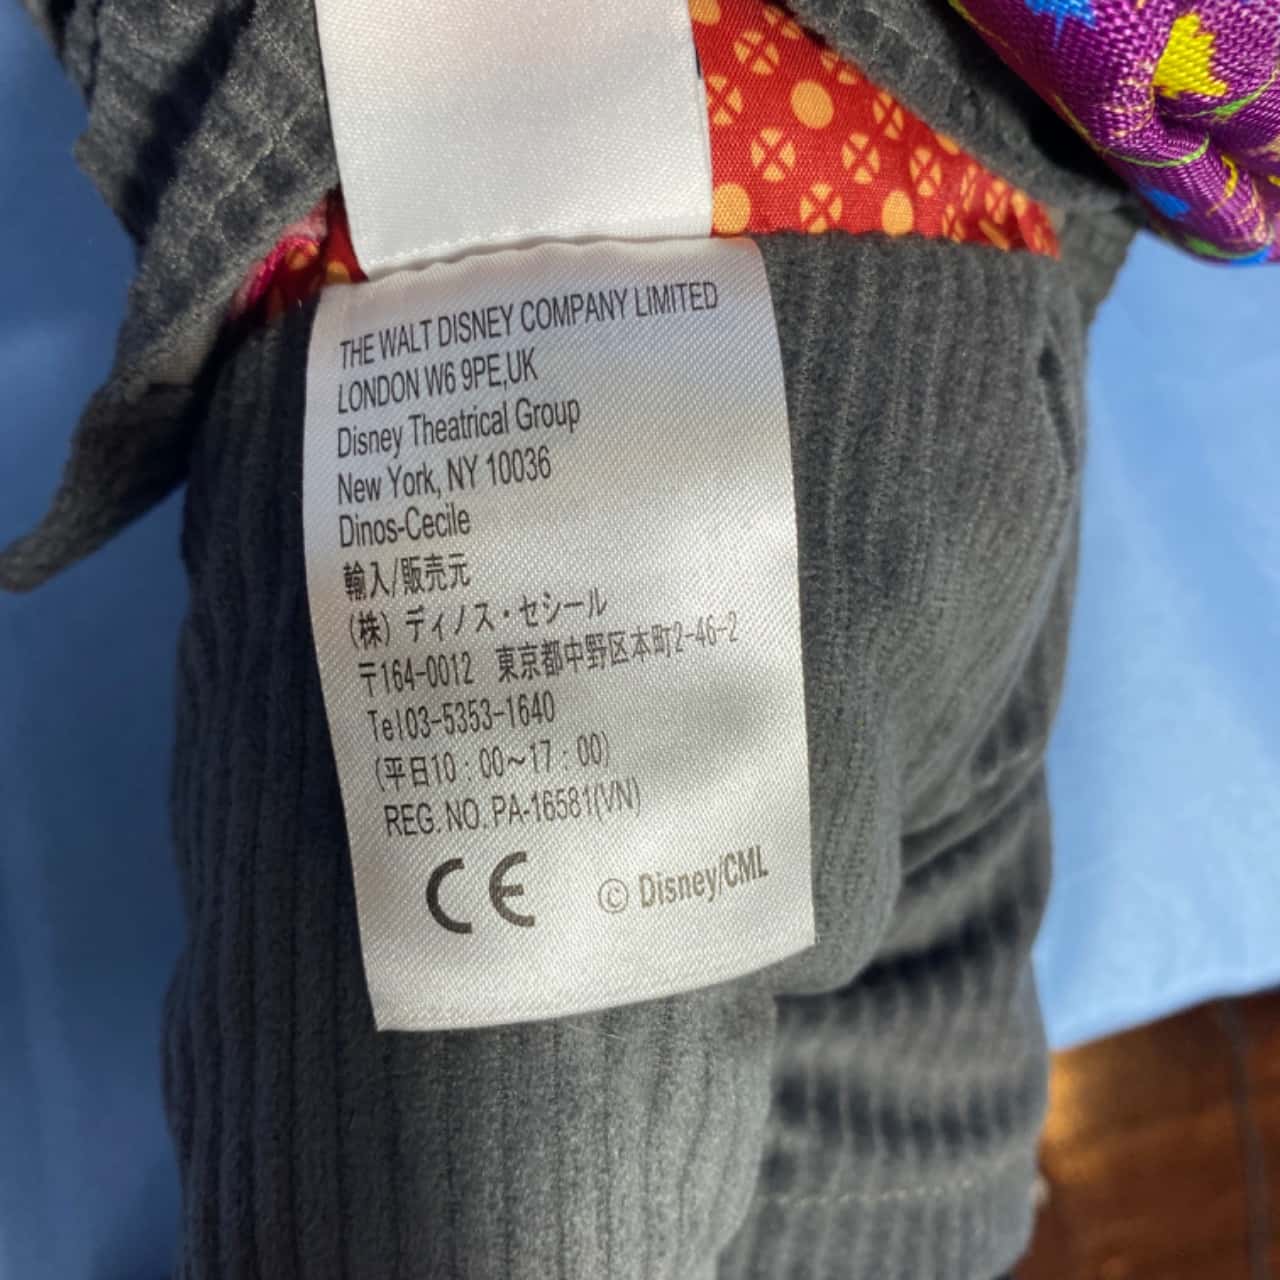 THE WALT DISNEY COMPANY LIMITED
LONDON W6 9PE,UK
Disney Theatrical Group
New York, NY 10036
Dinos-Cecile
輸入/販売元
(株) ディノス・セシール
〒164-0012 東京都中野区本町2-46-2
Tel03-5353-1640
(平日10:00~17:00)
REG. NO. PA-16581(VN)
CE © Disney/CML